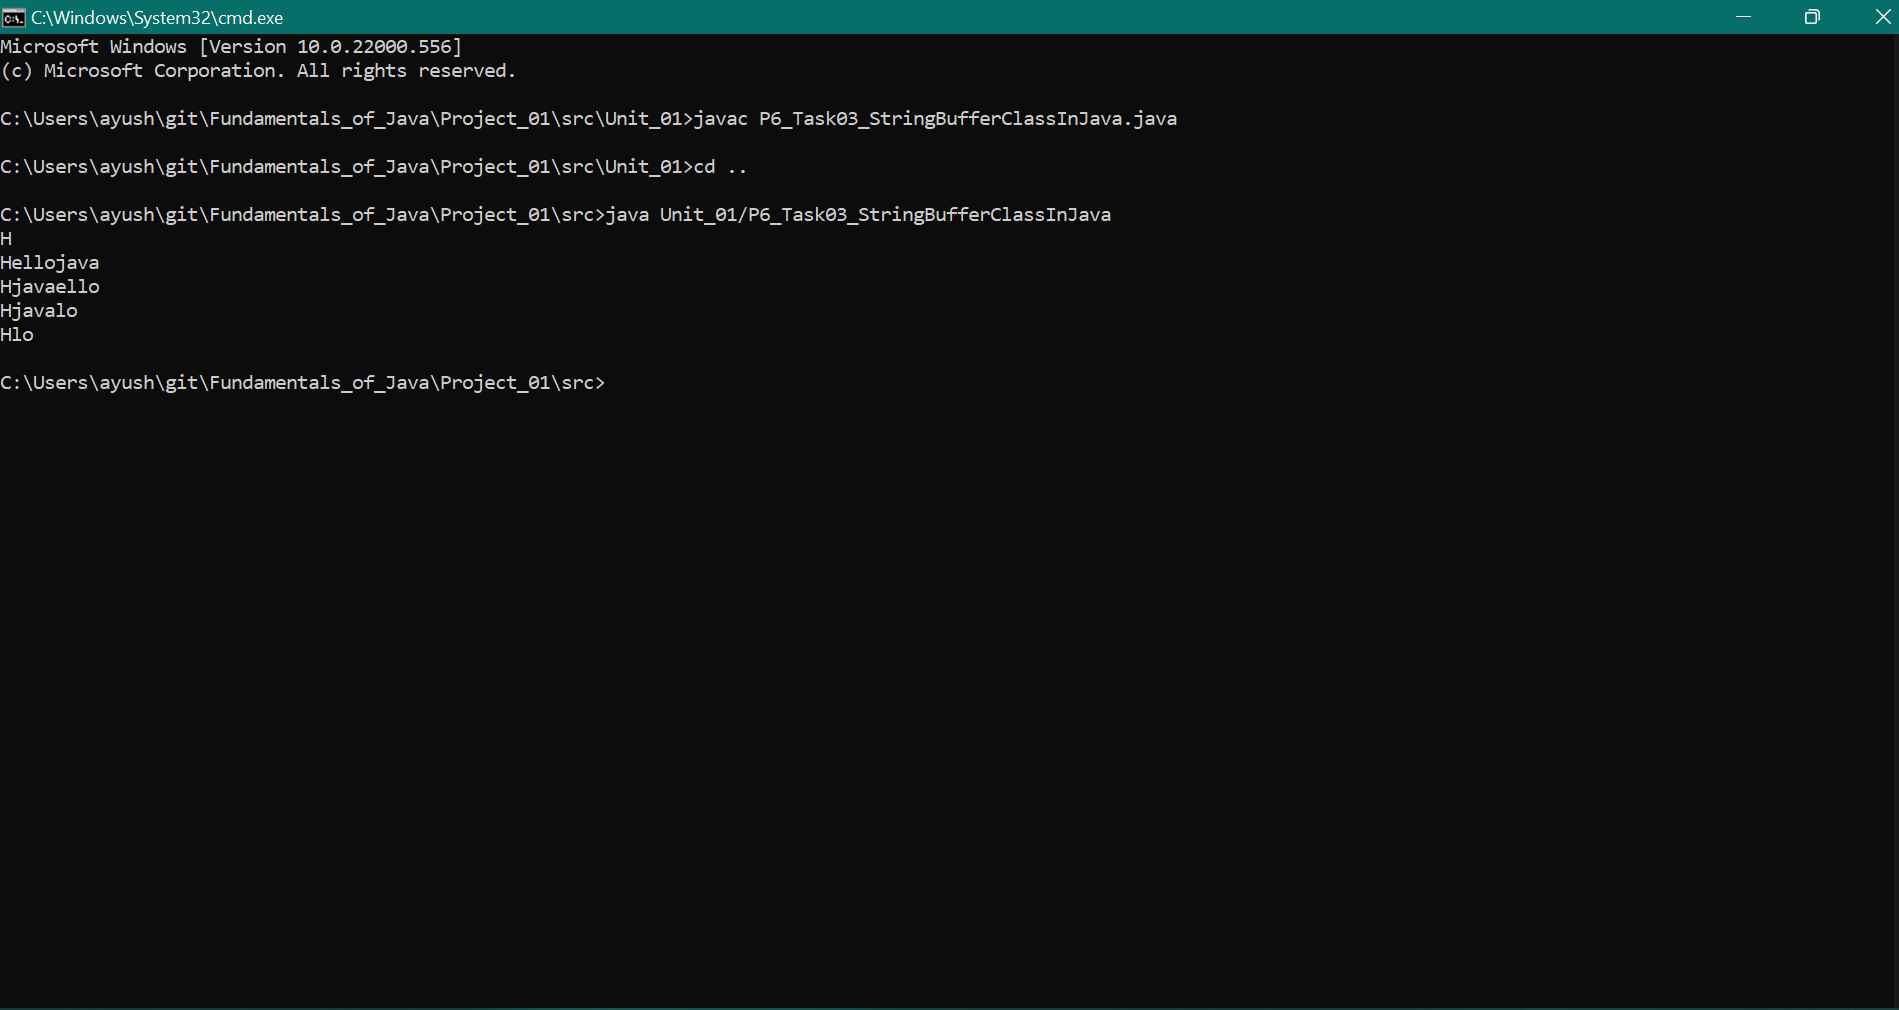 C:\Windows\System32\cmd.exe
Microsoft Windows [Version 10.0.22000.556]
(c) Microsoft Corporation. All rights reserved.
C:\Users\ayush\git\Fundamentals_of_Java\Project_01\src\Unit_01>javac P6_Task03_StringBufferClassInJava.java
C:\Users\ayush\git\Fundamentals_of_Java\Project_01\src\Unit_01>cd ..
C:\Users\ayush\git\Fundamentals_of_Java\Project_01\src>java Unit_01/P6_Task03_StringBufferClassInJava
H
Hellojava
Hjavaello
Hjavalo
Hlo
C:\Users\ayush\git\Fundamentals_of_Java\Project_01\src>